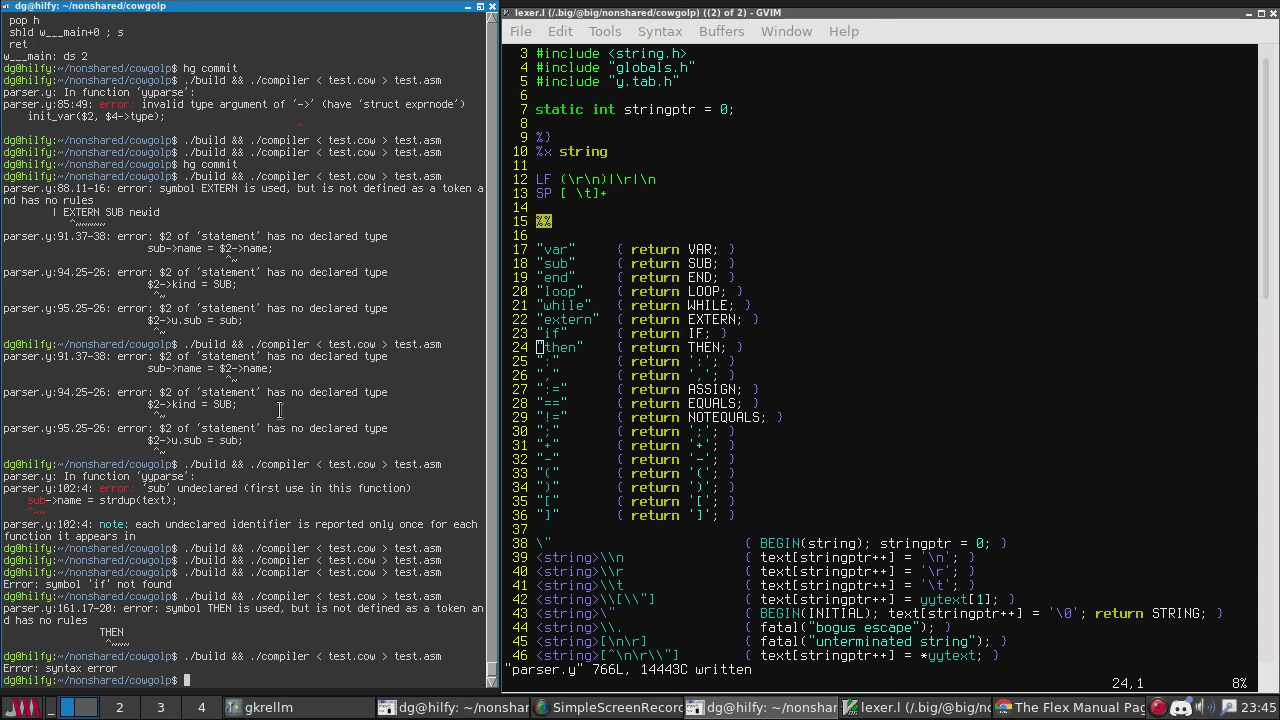 dg@hilfy: ~/nonshared/cowgolp
pop h
shld w___main+0 ; s
ret
w___main: ds 2
dg@hilfy:~/nonshared/cowgolp$ hg commit
dg@hilfy:~/nonshared/cowgolp$ ./build && ./compiler < test.cow > test.asm
parser.y: In function ‘yyparse’:
parser.y:85:49: error: invalid type argument of ‘->’ (have ‘struct exprnode’)
init_var($2, $4->type);
^
dg@hilfy:~/nonshared/cowgolp$ ./build && ./compiler < test.cow > test.asm
dg@hilfy:~/nonshared/cowgolp$ ./build && ./compiler < test.cow > test.asm
dg@hilfy:~/nonshared/cowgolp$ hg commit
dg@hilfy:~/nonshared/cowgolp$ ./build && ./compiler < test.cow > test.asm
parser.y:88.11-16: error: symbol EXTERN is used, but is not defined as a token a
nd has no rules
| EXTERN SUB newid
^~~~~~
parser.y:91.37-38: error: $2 of ‘statement’ has no declared type
sub->name = $2->name;
^~
parser.y:94.25-26: error: $2 of ‘statement’ has no declared type
$2->kind = SUB;
^~
parser.y:95.25-26: error: $2 of ‘statement’ has no declared type
$2->u.sub = sub;
^~
dg@hilfy:~/nonshared/cowgolp$ ./build && ./compiler < test.cow > test.asm
parser.y:91.37-38: error: $2 of ‘statement’ has no declared type
sub->name = $2->name;
^~
parser.y:94.25-26: error: $2 of ‘statement’ has no declared type
$2->kind = SUB;
^~
parser.y:95.25-26: error: $2 of ‘statement’ has no declared type
$2->u.sub = sub;
^~
dg@hilfy:~/nonshared/cowgolp$ ./build && ./compiler < test.cow > test.asm
parser.y: In function ‘yyparse’:
parser.y:102:4: error: ‘sub’ undeclared (first use in this function)
sub->name = strdup(text);
^~~
parser.y:102:4: note: each undeclared identifier is reported only once for each
function it appears in
dg@hilfy:~/nonshared/cowgolp$ ./build && ./compiler < test.cow > test.asm
dg@hilfy:~/nonshared/cowgolp$ ./build && ./compiler < test.cow > test.asm
dg@hilfy:~/nonshared/cowgolp$ ./build && ./compiler < test.cow > test.asm
Error: symbol 'if' not found
dg@hilfy:~/nonshared/cowgolp$ ./build && ./compiler < test.cow > test.asm
parser.y:161.17-20: error: symbol THEN is used, but is not defined as a token an
d has no rules
THEN
^~~~
dg@hilfy:~/nonshared/cowgolp$ ./build && ./compiler < test.cow > test.asm
Error: syntax error
dg@hilfy:~/nonshared/cowgolp$
lexer.l (/.big/@big/nonshared/cowgolp) ((2) of 2) - GVIM
File Edit Tools Syntax Buffers Window Help
3 #include <string.h>
4 #include "globals.h"
5 #include "y.tab.h"
6
7 static int stringptr = 0;
8
9 %}
10 %x string
11
12 LF (\r\n)|\r|\n
13 SP [ \t]+
14
15 %%
16
17 "var" { return VAR; }
18 "sub" { return SUB; }
19 "end" { return END; }
20 "loop" { return LOOP; }
21 "while" { return WHILE; }
22 "extern" { return EXTERN; }
23 "if" { return IF; }
24 "then" { return THEN; }
25 ":" { return ':'; }
26 "," { return ','; }
27 ":=" { return ASSIGN; }
28 "==" { return EQUALS; }
29 "!=" { return NOTEQUALS; }
30 ";" { return ';'; }
31 "+" { return '+'; }
32 "-" { return '-'; }
33 "(" { return '('; }
34 ")" { return ')'; }
35 "[" { return '['; }
36 "]" { return ']'; }
37
38 \" { BEGIN(string); stringptr = 0; }
39 <string>\\n { text[stringptr++] = '\n'; }
40 <string>\\r { text[stringptr++] = '\r'; }
41 <string>\\t { text[stringptr++] = '\t'; }
42 <string>\\[\\"] { text[stringptr++] = yytext[1]; }
43 <string>\" { BEGIN(INITIAL); text[stringptr++] = '\0'; return STRING; }
44 <string>\\. { fatal("bogus escape"); }
45 <string>[\n\r] { fatal("unterminated string"); }
46 <string>[^\n\r\\"] { text[stringptr++] = *yytext; }
"parser.y" 766L, 14443C written
24,1 8%
2 3 4 gkrellm dg@hilfy: ~/nonshar SimpleScreenRecord dg@hilfy: ~/nonshar lexer.l (/.big/@big/no The Flex Manual Pag 23:45